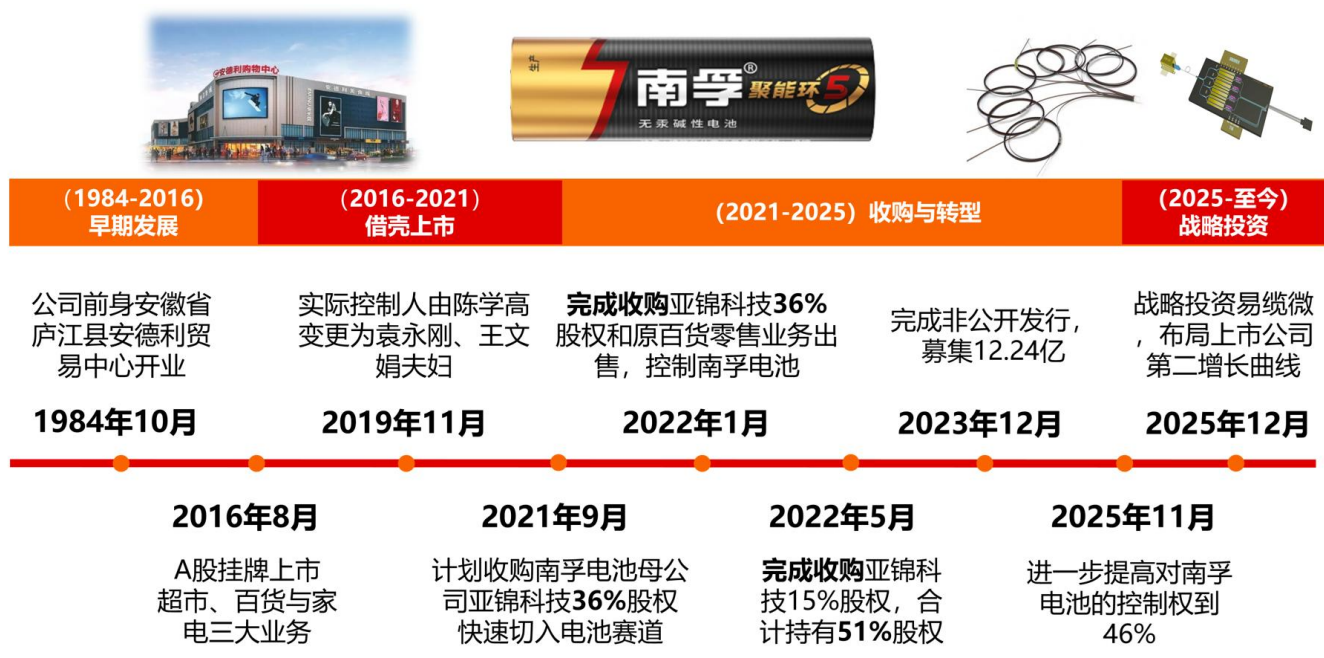 安德利购物中心
生产
南孚®
聚能环5
无汞碱性电池
（1984-2016）
早期发展
（2016-2021）
借壳上市
（2021-2025）收购与转型
（2025-至今）
战略投资
公司前身安徽省
庐江县安德利贸
易中心开业
1984年10月
实际控制人由陈学高
变更为袁永刚、王文
娟夫妇
2019年11月
完成收购亚锦科技36%
股权和原百货零售业务出
售，控制南孚电池
2022年1月
完成非公开发行，
募集12.24亿
2023年12月
战略投资易缆微
，布局上市公司
第二增长曲线
2025年12月
2016年8月
A股挂牌上市
超市、百货与家
电三大业务
2021年9月
计划收购南孚电池母公
司亚锦科技36%股权
快速切入电池赛道
2022年5月
完成收购亚锦科
技15%股权，合
计持有51%股权
2025年11月
进一步提高对南孚
电池的控制权到
46%